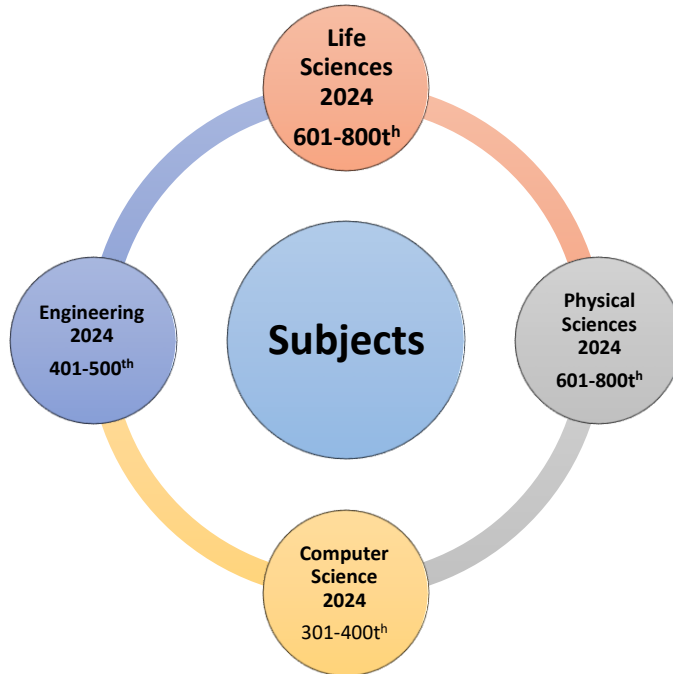 Life
Sciences
2024
601-800tʰ
Engineering
2024
401-500ᵗʰ
Subjects
Physical
Sciences
2024
601-800tʰ
Computer
Science
2024
301-400tʰ